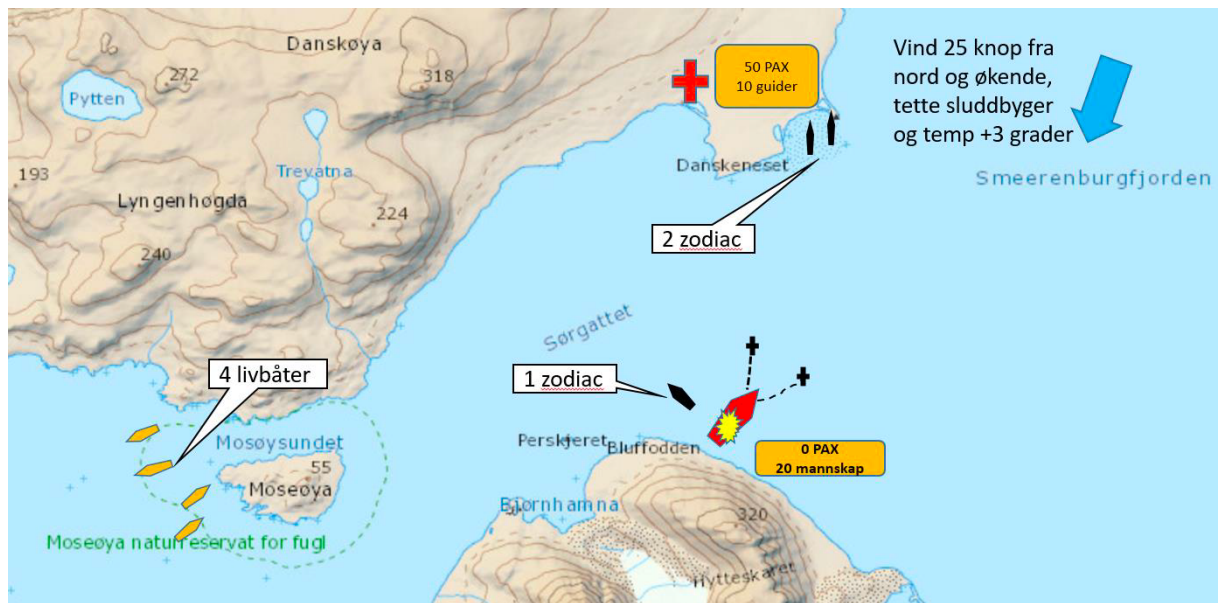 Danskøya
272
318
Pytten
50 PAX
10 guider
Vind 25 knop fra
nord og økende,
tette sluddbyger
og temp +3 grader
193
Trevatna
Danskeneset
Smeerenburgfjorden
Lyngenhøgda
224
240
2 zodiac
Sørgattet
4 livbåter
1 zodiac
Mosøysundet
Perskjeret
Bluffodden
0 PAX
20 mannskap
55
Moseøya
Bjørnhamna
320
Moseøya naturreservat for fugl
Hytteskaret